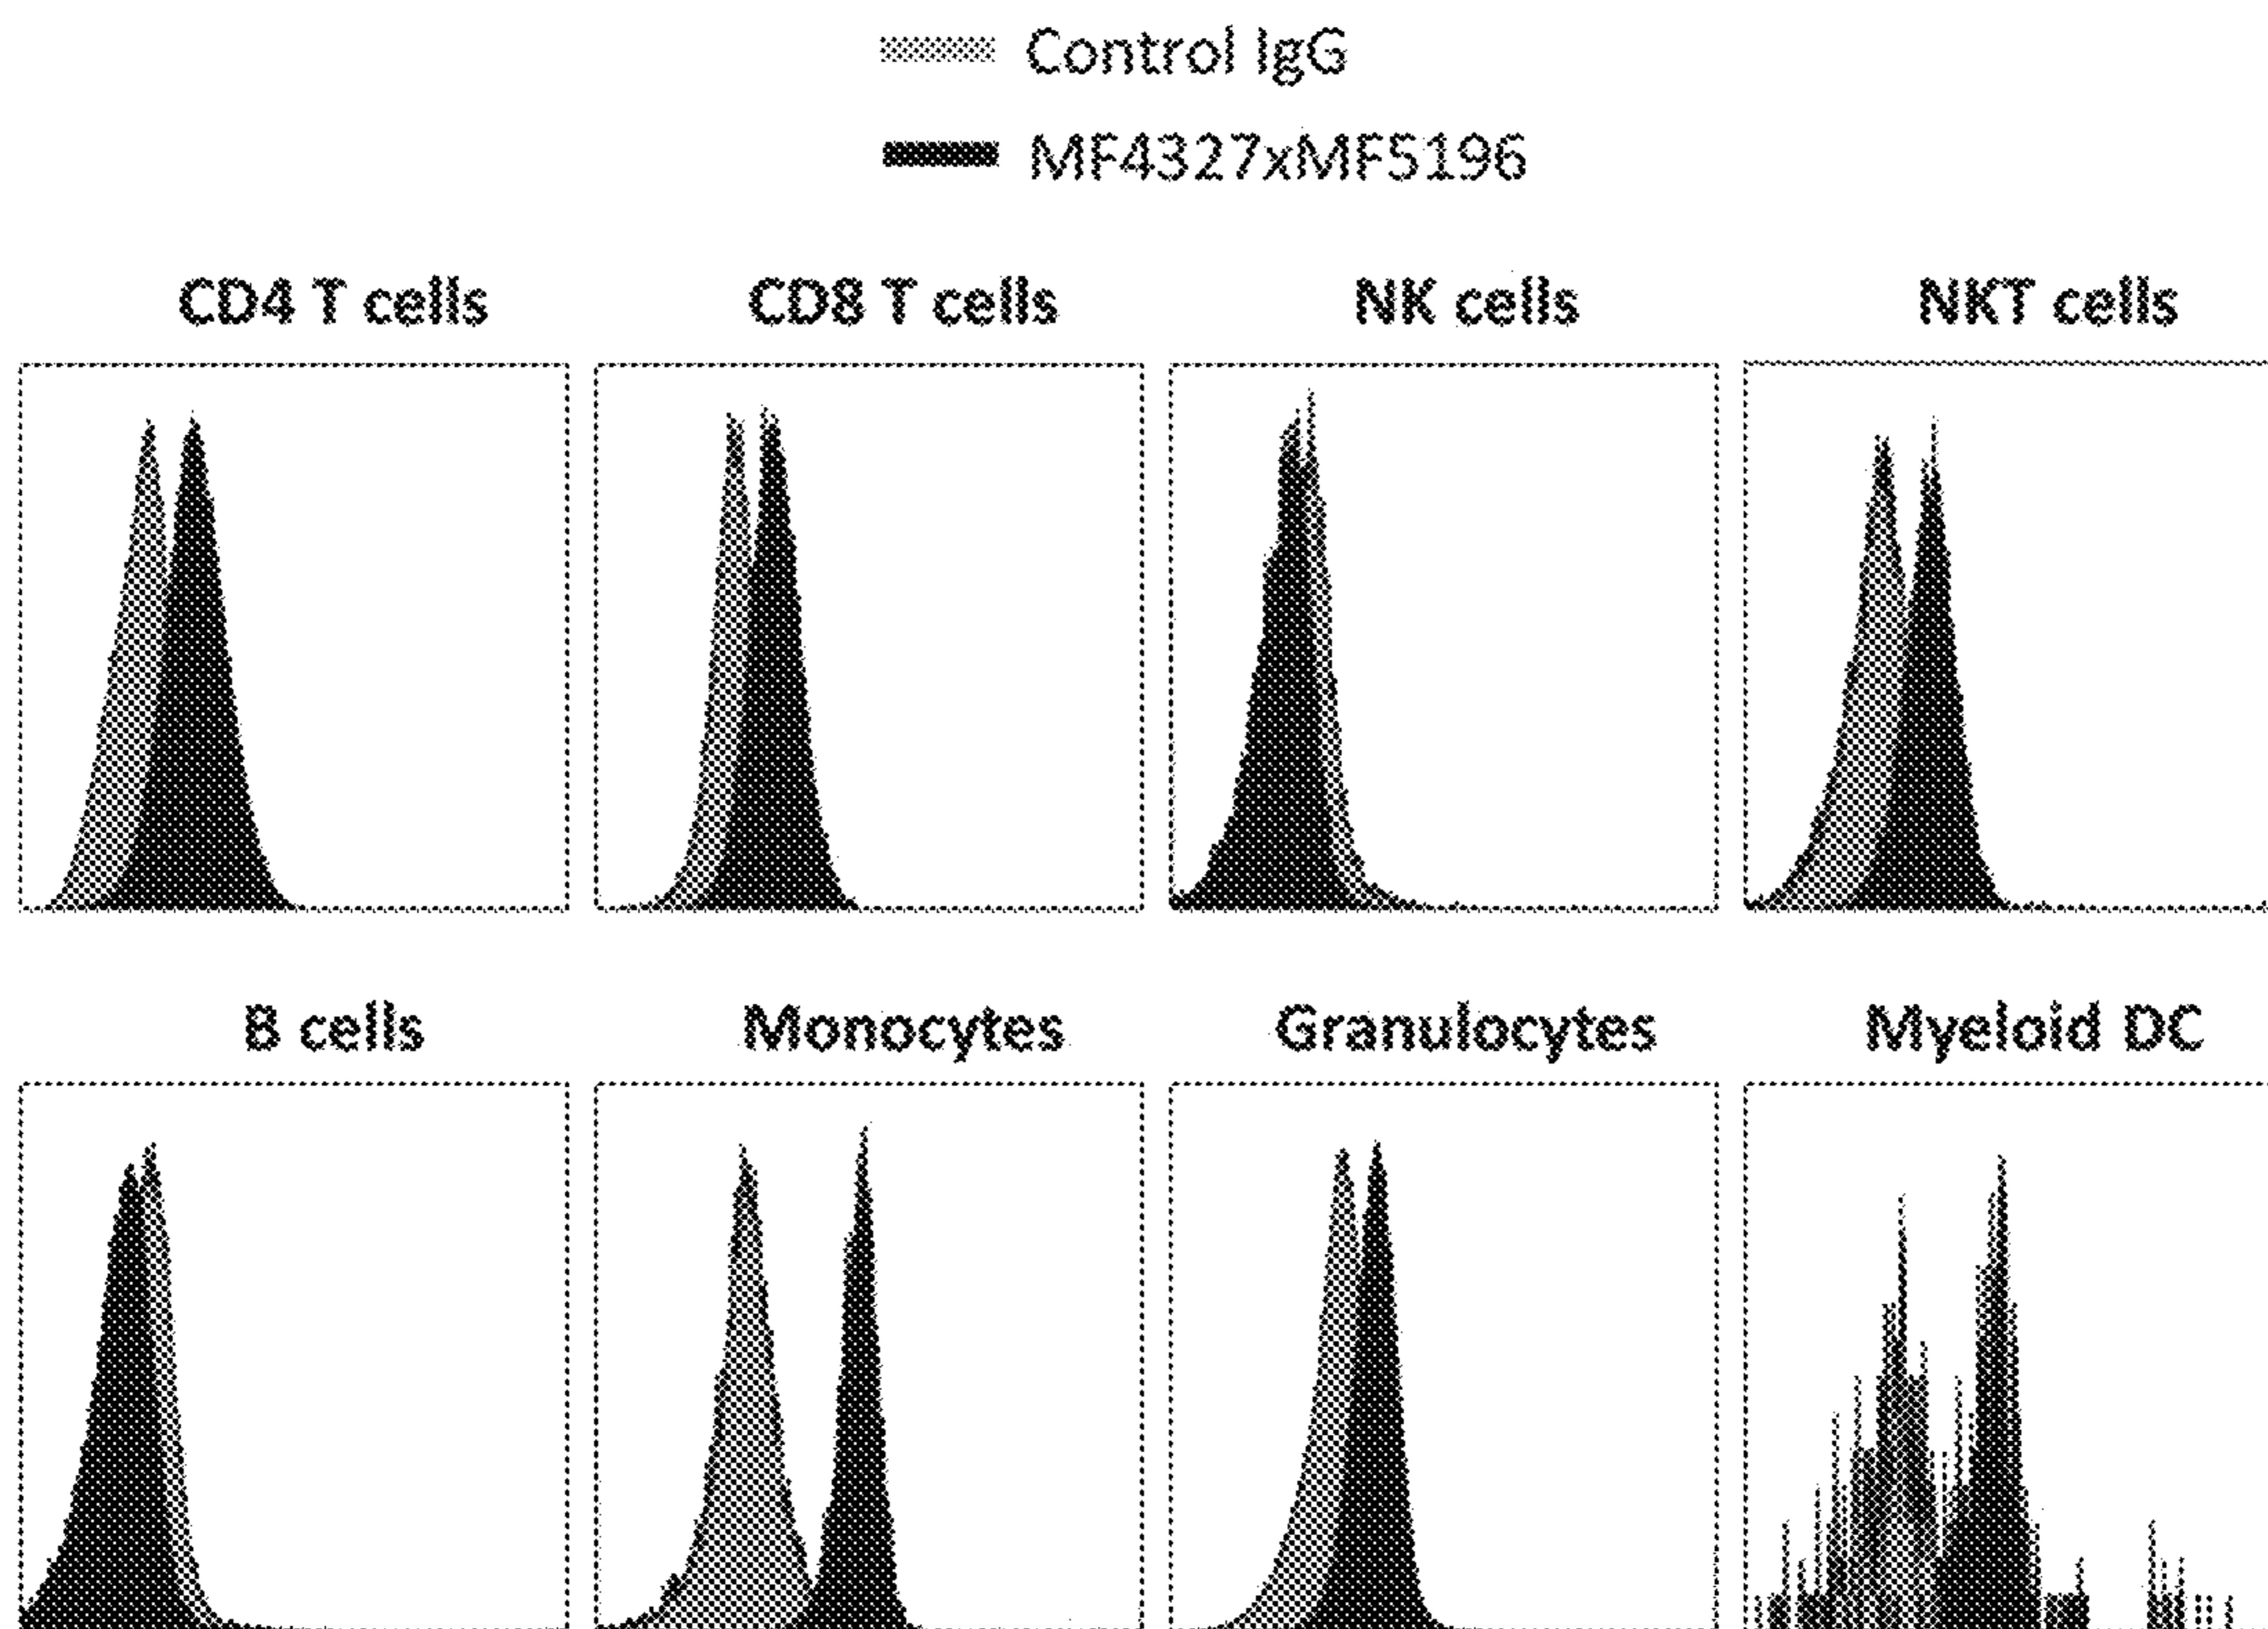 Control IgG
MF4327xMF5196
CD4 T cells
CD8 T cells
NK cells
NKT cells
B cells
Monocytes
Granulocytes
Myeloid DC